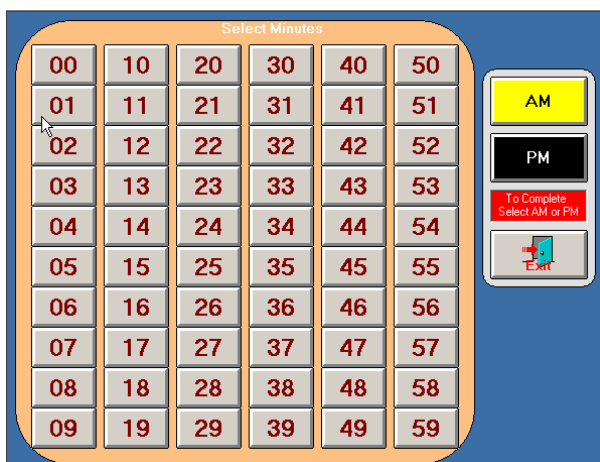 Select Minutes
00 10 20 30 40 50
01 11 21 31 41 51
02 12 22 32 42 52
03 13 23 33 43 53
04 14 24 34 44 54
05 15 25 35 45 55
06 16 26 36 46 56
07 17 27 37 47 57
08 18 28 38 48 58
09 19 29 39 49 59
AM
PM
To Complete
Select AM or PM
Exit